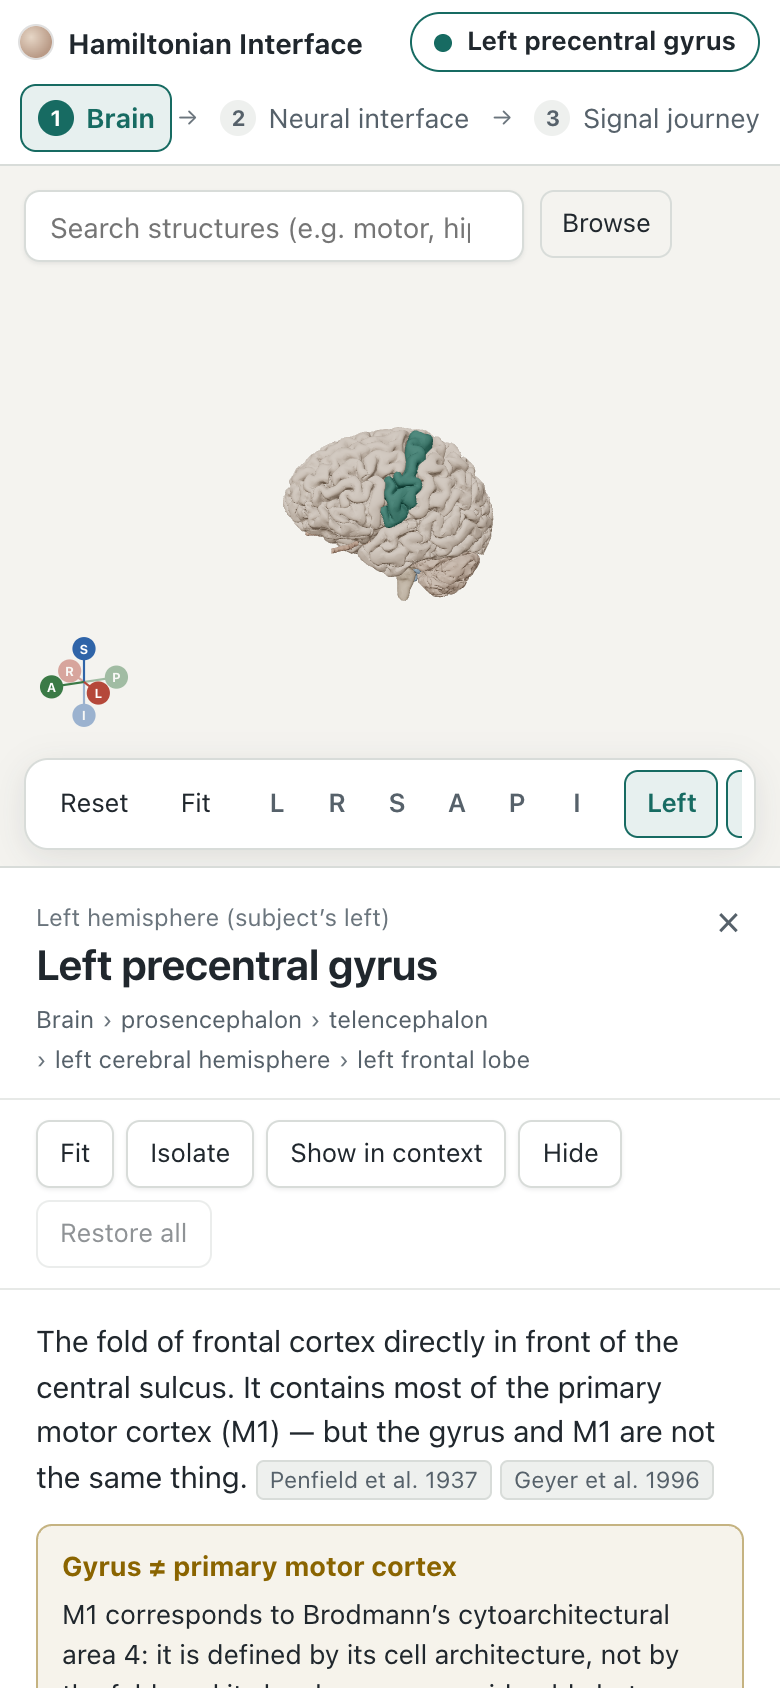 Hamiltonian Interface
Left precentral gyrus
1 Brain → 2 Neural interface → 3 Signal journey
Search structures (e.g. motor,
Browse
S
R
P
A
L
I
Reset Fit L R S A P I Left
Left hemisphere (subject’s left)
×
Left precentral gyrus
Brain › prosencephalon › telencephalon
› left cerebral hemisphere › left frontal lobe
Fit Isolate Show in context Hide
Restore all
The fold of frontal cortex directly in front of the
central sulcus. It contains most of the primary
motor cortex (M1) — but the gyrus and M1 are not
the same thing. Penfield et al. 1937 Geyer et al. 1996
Gyrus ≠ primary motor cortex
M1 corresponds to Brodmann’s cytoarchitectural
area 4: it is defined by its cell architecture, not by